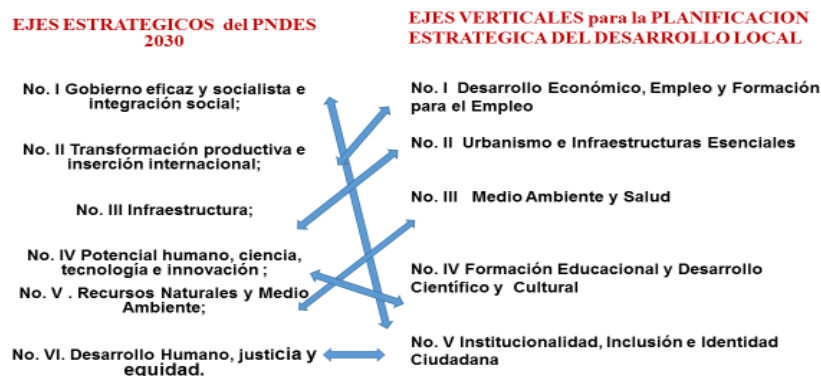 EJES ESTRATEGICOS del PNDES
2030
No. I Gobierno eficaz y socialista e
integración social;
No. II Transformación productiva e
inserción internacional;
No. III Infraestructura;
No. IV Potencial humano, ciencia,
tecnología e innovación ;
No. V . Recursos Naturales y Medio
Ambiente;
No. VI. Desarrollo Humano, justicia y
equidad.
EJES VERTICALES para la PLANIFICACION
ESTRATEGICA DEL DESARROLLO LOCAL
No. I Desarrollo Económico, Empleo y Formación
para el Empleo
No. II Urbanismo e Infraestructuras Esenciales
No. III Medio Ambiente y Salud
No. IV Formación Educacional y Desarrollo
Científico y Cultural
No. V Institucionalidad, Inclusión e Identidad
Ciudadana